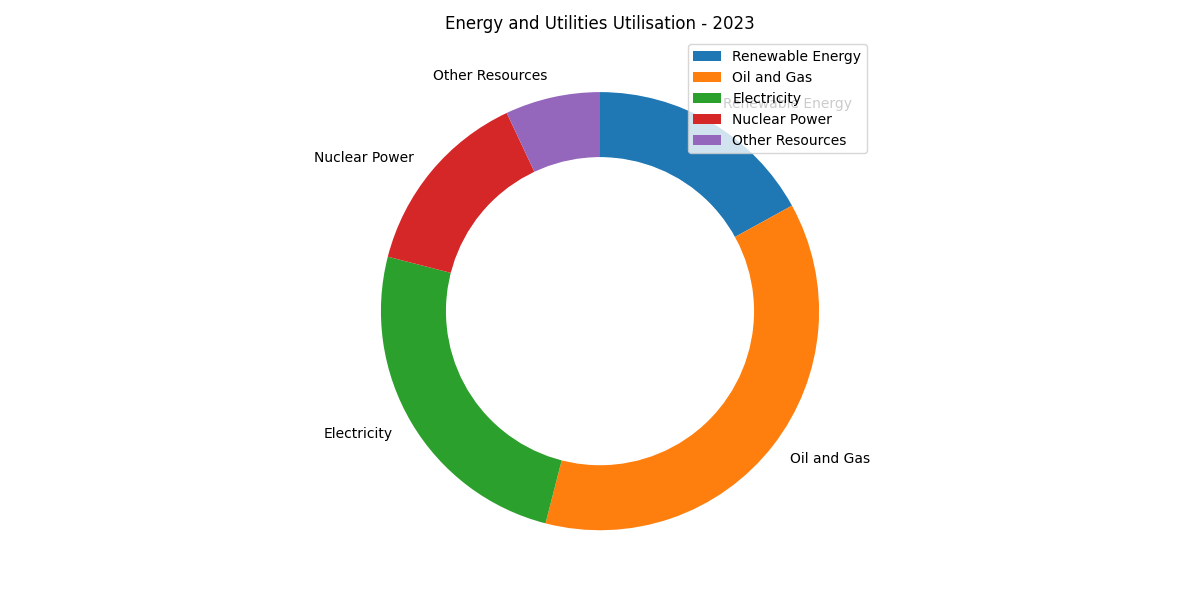 Energy and Utilities Utilisation - 2023
Renewable Energy
Oil and Gas
Electricity
Nuclear Power
Other Resources
Other Resources
Renewable Energy
Nuclear Power
Electricity
Oil and Gas